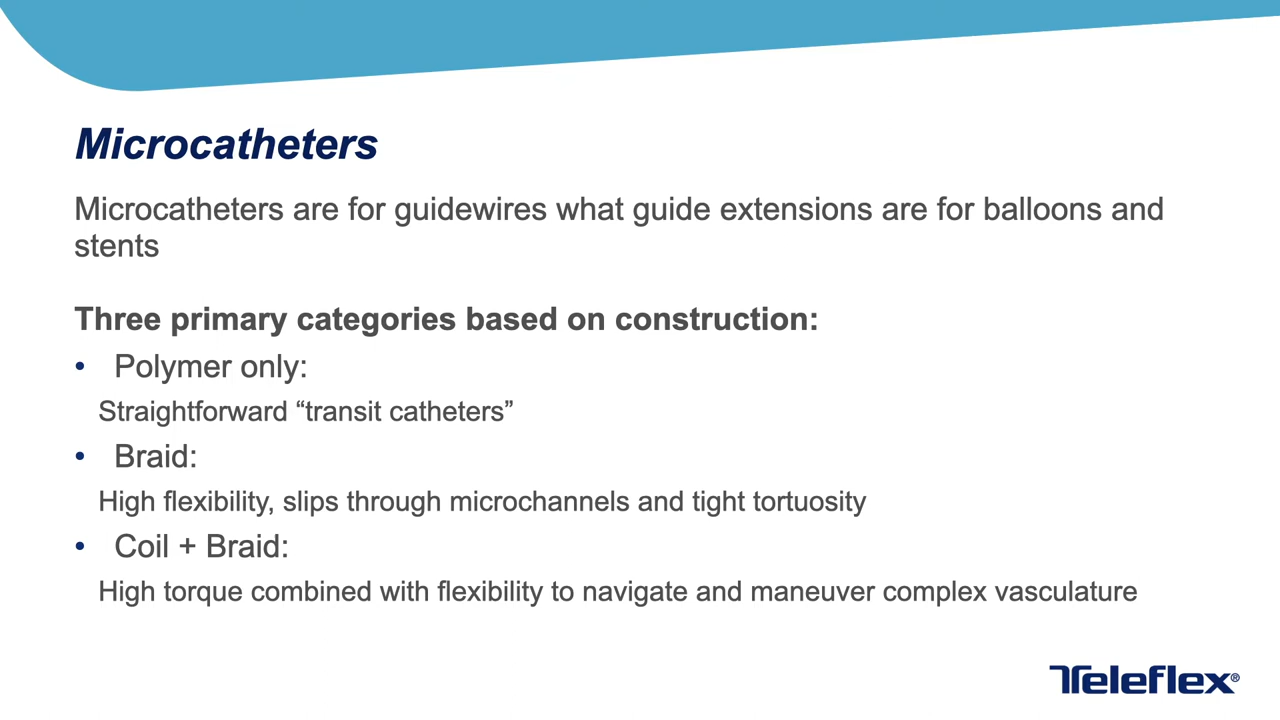 Microcatheters
Microcatheters are for guidewires what guide extensions are for balloons and
stents
Three primary categories based on construction:
• Polymer only:
Straightforward “transit catheters”
• Braid:
High flexibility, slips through microchannels and tight tortuosity
• Coil + Braid:
High torque combined with flexibility to navigate and maneuver complex vasculature
Teleflex®